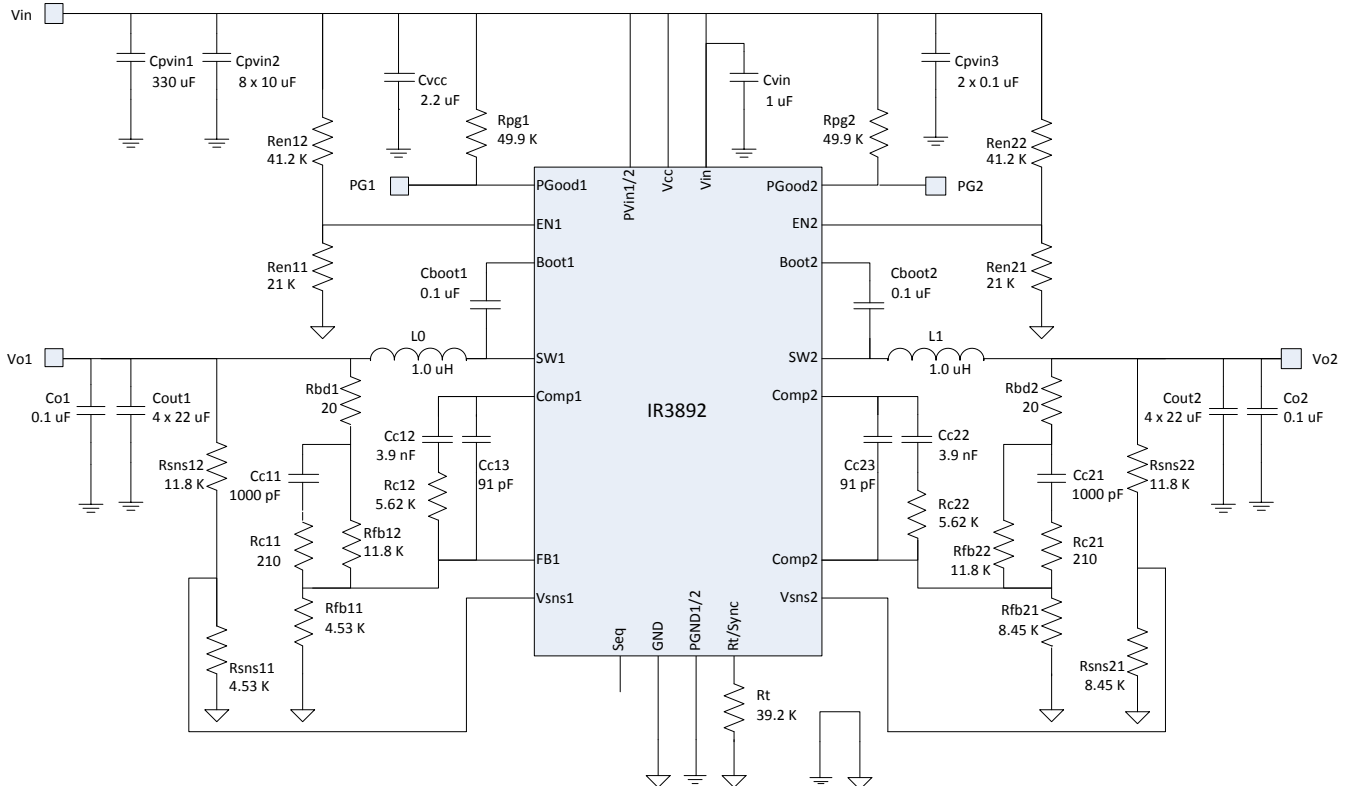 Vin
Cpvin1
330 uF
Cpvin2
8 x 10 uF
Cvcc
2.2 uF
Cvin
1 uF
Cpvin3
2 x 0.1 uF
Ren12
41.2 K
Rpg1
49.9 K
Rpg2
49.9 K
Ren22
41.2 K
PG1
PGood1
PVin1/2
Vcc
Vin
PGood2
PG2
EN1
EN2
Ren11
21 K
Boot1
Boot2
Ren21
21 K
Cboot1
0.1 uF
Cboot2
0.1 uF
Vo1
L0
1.0 uH
SW1
SW2
L1
1.0 uH
Vo2
Co1
0.1 uF
Cout1
4 x 22 uF
Rbd1
20
Comp1
IR3892
Comp2
Rbd2
20
Cout2
4 x 22 uF
Co2
0.1 uF
Rsns12
11.8 K
Cc11
1000 pF
Cc12
3.9 nF
Cc13
91 pF
Cc23
91 pF
Cc22
3.9 nF
Cc21
1000 pF
Rsns22
11.8 K
Rc12
5.62 K
Rc22
5.62 K
Rc11
210
Rfb12
11.8 K
Rfb22
11.8 K
Rc21
210
FB1
Comp2
Vsns1
Vsns2
Rfb11
4.53 K
Rfb21
8.45 K
Rsns11
4.53 K
Rsns21
8.45 K
Seq
GND
PGND1/2
Rt/Sync
Rt
39.2 K